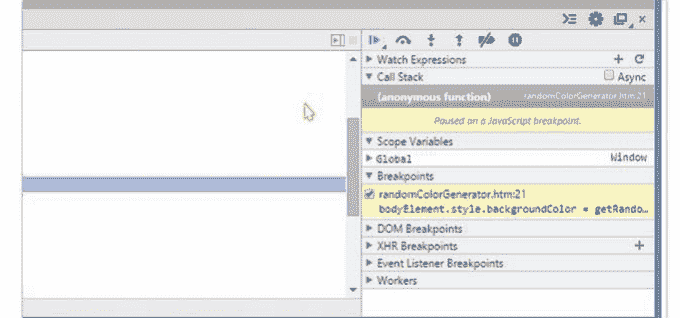 Watch Expressions
Call Stack Async
(anonymous function) randomColorGenerator.htm:21
Paused on a JavaScript breakpoint.
Scope Variables
Global Window
Breakpoints
randomColorGenerator.htm:21
bodyElement.style.backgroundColor = getRando…
DOM Breakpoints
XHR Breakpoints
Event Listener Breakpoints
Workers